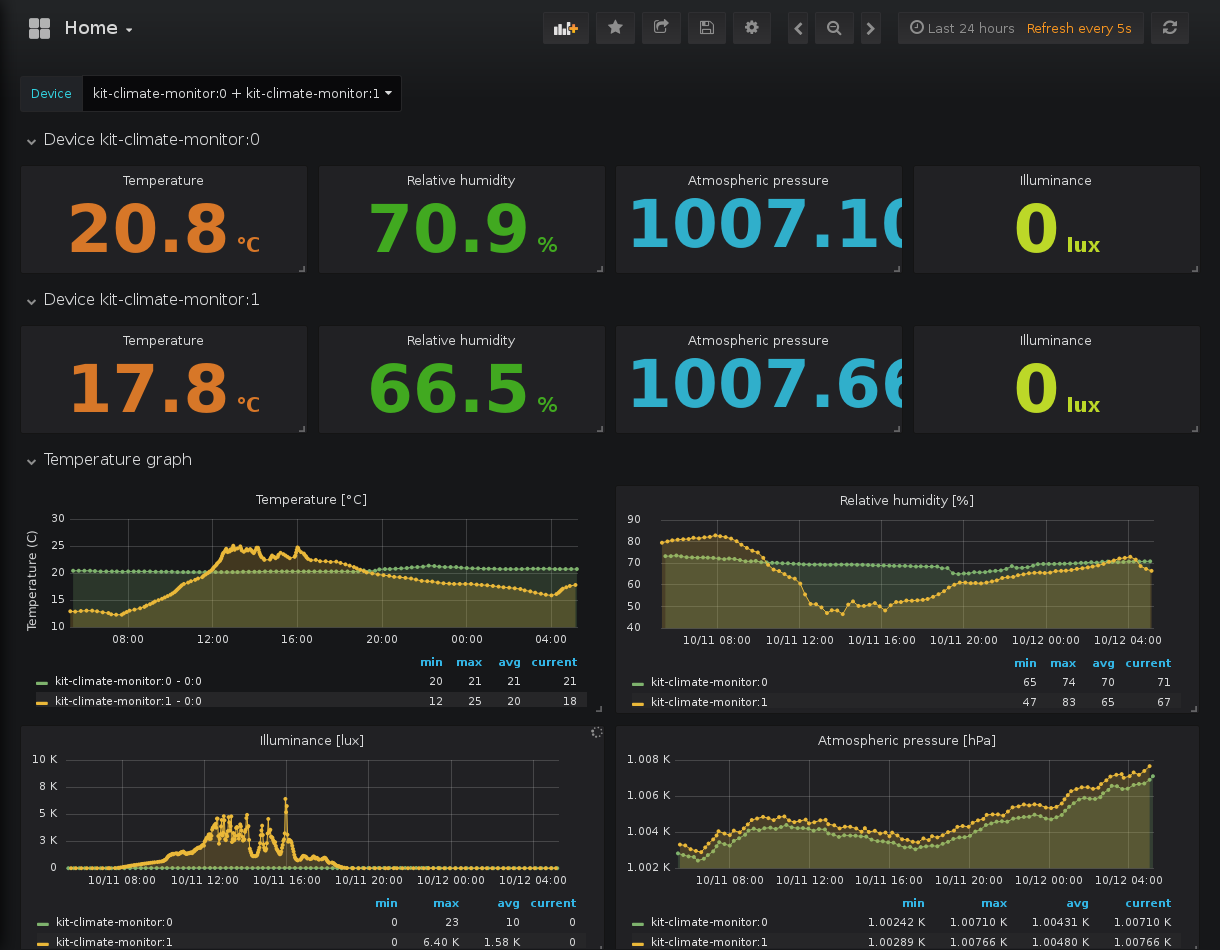 Home
Last 24 hours Refresh every 5s
Device kit-climate-monitor:0 + kit-climate-monitor:1
Device kit-climate-monitor:0
Temperature Relative humidity Atmospheric pressure Illuminance
20.8 °C 70.9 % 1007.10 0 lux
Device kit-climate-monitor:1
Temperature Relative humidity Atmospheric pressure Illuminance
17.8 °C 66.5 % 1007.66 0 lux
Temperature graph
Temperature [°C]
Temperature (C)
30
25
20
15
10
08:00 12:00 16:00 20:00 00:00 04:00
min max avg current
kit-climate-monitor:0 - 0:0 20 21 21 21
kit-climate-monitor:1 - 0:0 12 25 20 18
Relative humidity [%]
90
80
70
60
50
40
10/11 08:00 10/11 12:00 10/11 16:00 10/11 20:00 10/12 00:00 10/12 04:00
min max avg current
kit-climate-monitor:0 65 74 70 71
kit-climate-monitor:1 47 83 65 67
Illuminance [lux]
10 K
8 K
5 K
3 K
0
10/11 08:00 10/11 12:00 10/11 16:00 10/11 20:00 10/12 00:00 10/12 04:00
min max avg current
kit-climate-monitor:0 0 23 10 0
kit-climate-monitor:1 0 6.40 K 1.58 K 0
Atmospheric pressure [hPa]
1.008 K
1.006 K
1.004 K
1.002 K
10/11 08:00 10/11 12:00 10/11 16:00 10/11 20:00 10/12 00:00 10/12 04:00
min max avg current
kit-climate-monitor:0 1.00242 K 1.00710 K 1.00431 K 1.00710 K
kit-climate-monitor:1 1.00289 K 1.00766 K 1.00480 K 1.00766 K